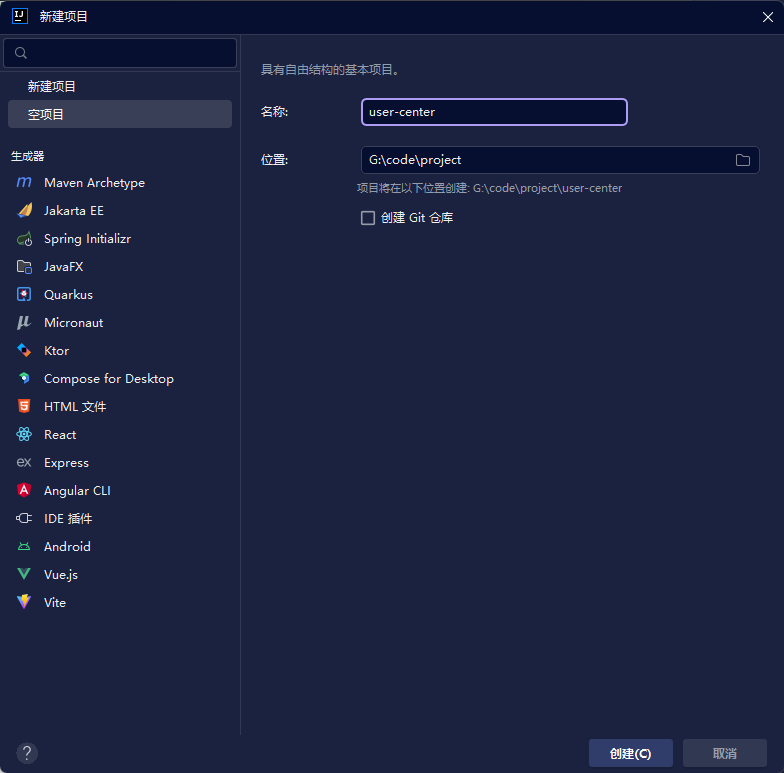 新建项目
新建项目
空项目
生成器
Maven Archetype
Jakarta EE
Spring Initializr
JavaFX
Quarkus
Micronaut
Ktor
Compose for Desktop
HTML 文件
React
Express
Angular CLI
IDE 插件
Android
Vue.js
Vite
具有自由结构的基本项目。
名称: user-center
位置: G:\code\project
项目将在以下位置创建: G:\code\project\user-center
创建 Git 仓库
? 创建(C) 取消